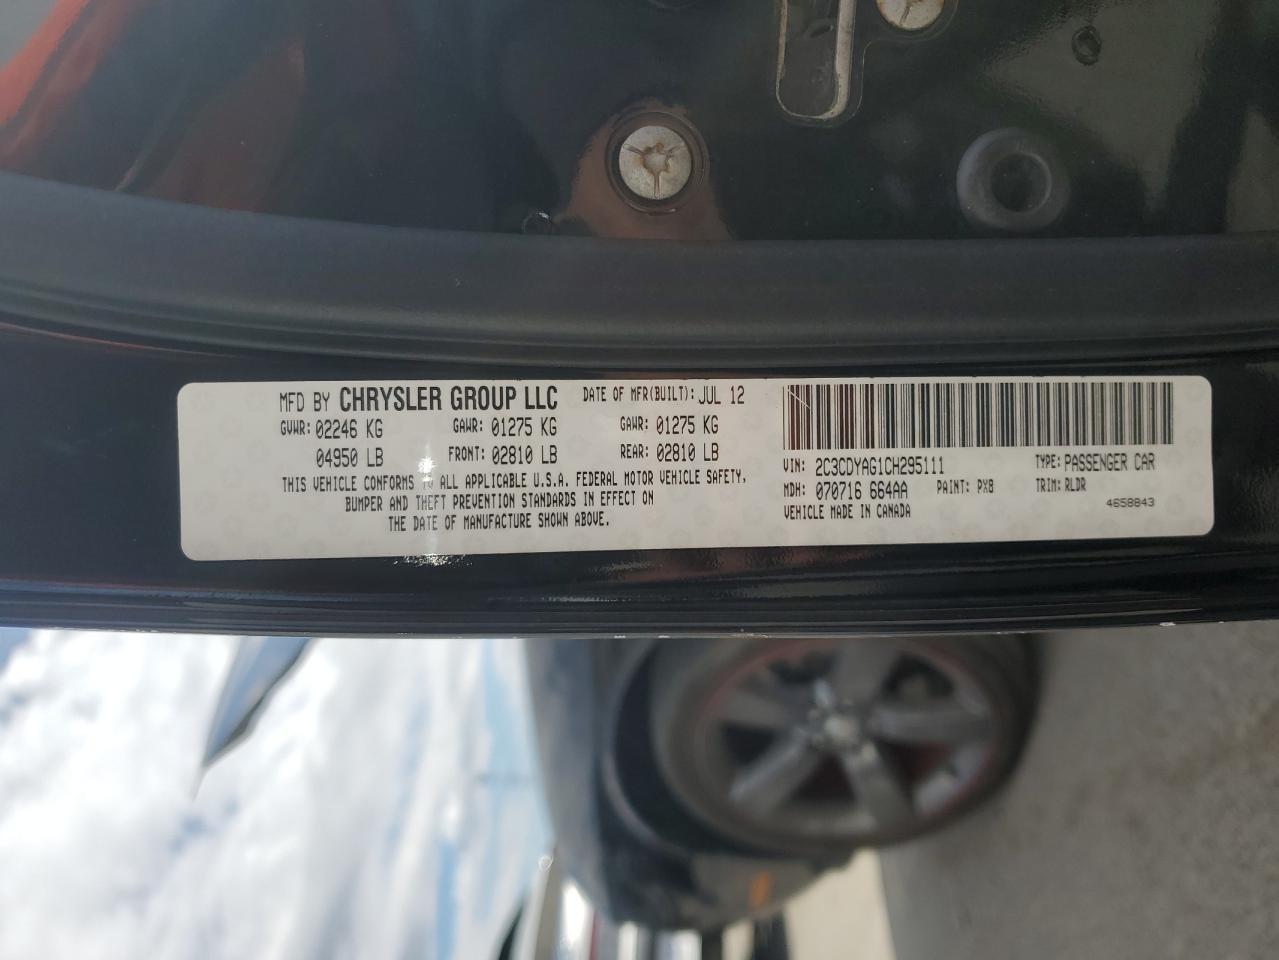 MFD BY CHRYSLER GROUP LLC DATE OF MFR(BUILT): JUL 12
GVWR: 02246 KG GAWR: 01275 KG GAWR: 01275 KG
04950 LB FRONT: 02810 LB REAR: 02810 LB
THIS VEHICLE CONFORMS TO ALL APPLICABLE U.S.A. FEDERAL MOTOR VEHICLE SAFETY,
BUMPER AND THEFT PREVENTION STANDARDS IN EFFECT ON
THE DATE OF MANUFACTURE SHOWN ABOVE.
VIN: 2C3CDYAG1CH295111 TYPE: PASSENGER CAR
MDH: 070716 664AA PAINT: PX8 TRIM: RLDR
VEHICLE MADE IN CANADA 4658843